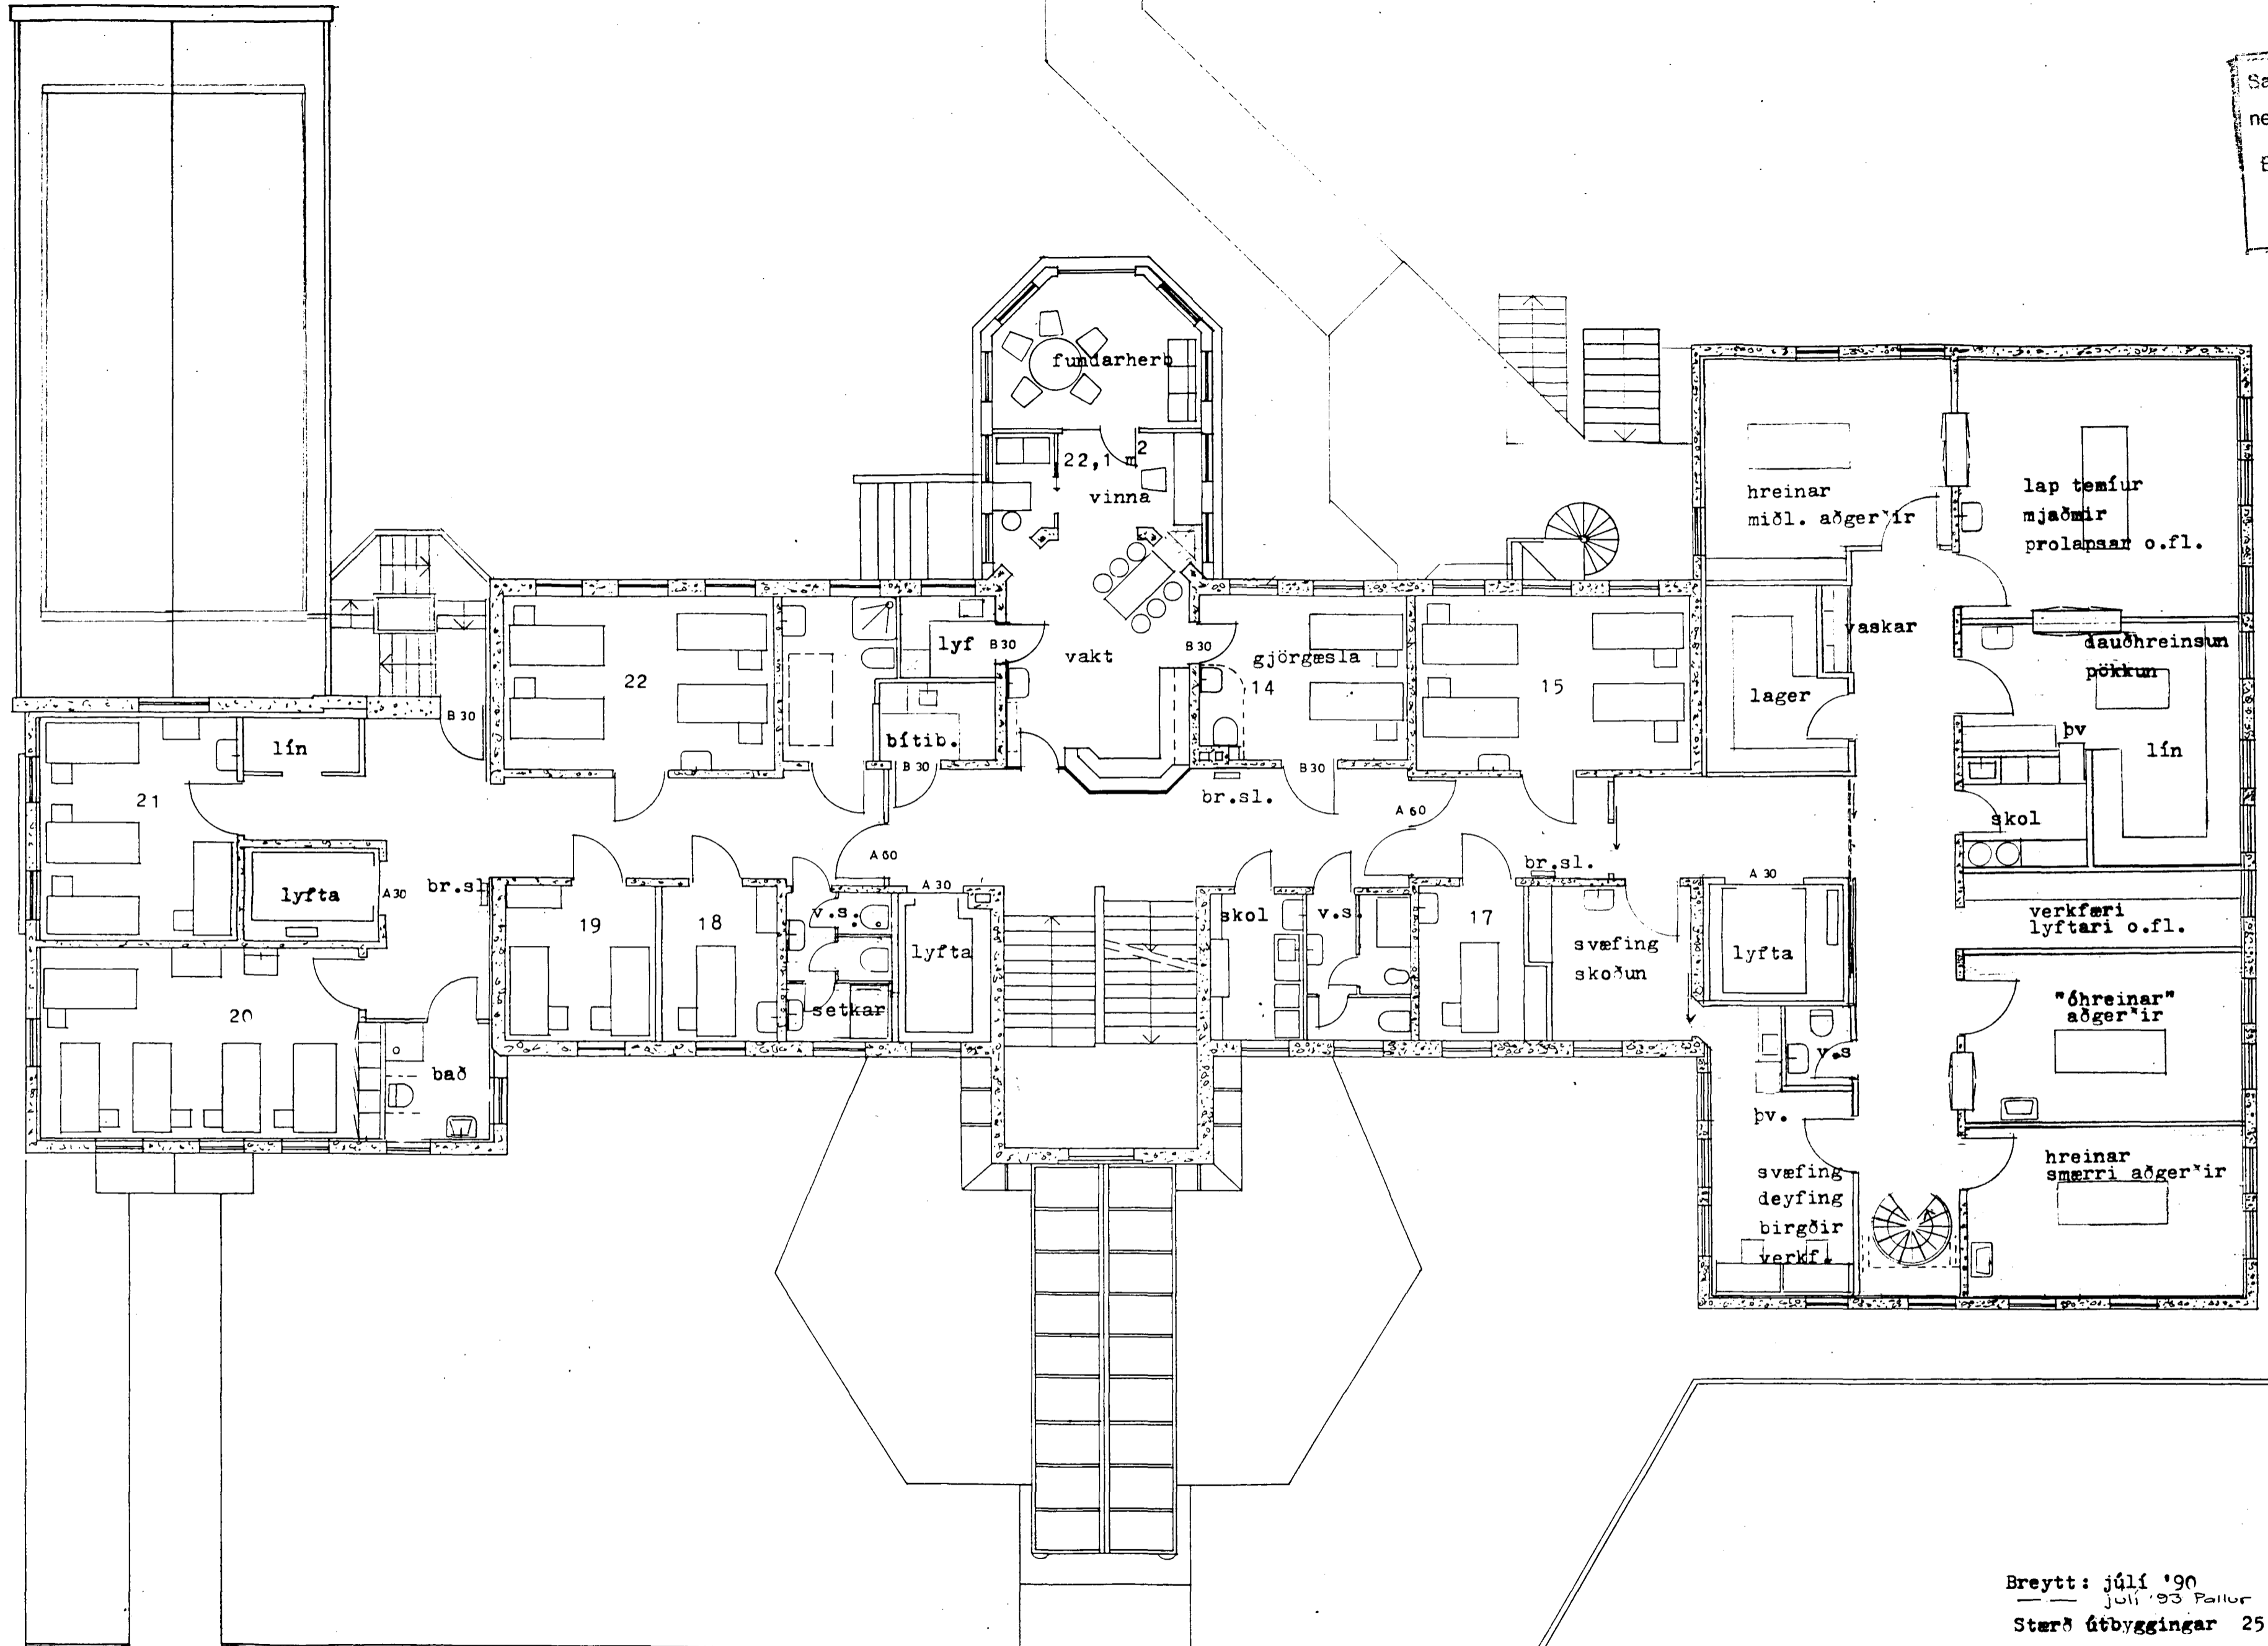 Sa
ne
fundarherb
22,1 m2
vinna
hreinar
miðl. aðgerðir
lap temíur
mjaðmir
prolapsar o.fl.
vaskar
lyf
B 30
vakt
B 30
gjörgæsla
14
15
22
dauðhreinsun
pökkun
lager
B 30
lín
bítib.
B 30
þv
lín
B 30
br.sl.
21
A 60
skol
A 60
br.sl.
lyfta
A 30
br.sl
A 30
A 30
19
18
v.s.
skol
v.s.
17
verkfæri
lyftari o.fl.
lyfta
svæfing
skoðun
lyfta
20
setkar
"óhreinar"
aðgerðir
bað
v.s
þv.
hreinar
smærri aðgerðir
svæfing
deyfing
birgðir
verkf.
Breytt: júlí '90
júlí '93 Pallur
Stærð útbyggingar 25